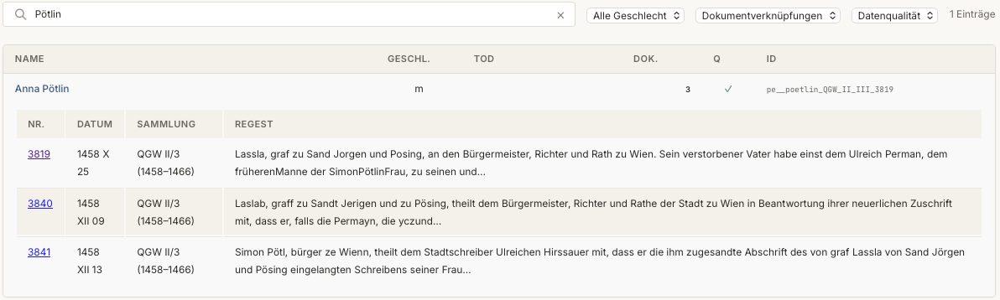 Pötlin
Alle Geschlecht
Dokumentverknüpfungen
Datenqualität
1 Einträge
NAME GESCHL. TOD DOK. Q ID
Anna Pötlin m 3 ✓ pe__poetlin_QGW_II_III_3819
NR. DATUM SAMMLUNG REGEST
3819 1458 X QGW II/3 Lassla, graf zu Sand Jorgen und Posing, an den Bürgermeister, Richter und Rath zu Wien. Sein verstorbener Vater habe einst dem Ulreich Perman, dem
25 (1458–1466) früherenManne der SimonPötlinFrau, zu seinen und...
3840 1458 QGW II/3 Laslab, graff zu Sandt Jerigen und zu Pösing, theilt dem Bürgermeister, Richter und Rathe der Stadt zu Wien in Beantwortung ihrer neuerlichen Zuschrift
XII 09 (1458–1466) mit, dass er, falls die Permayn, die yczund...
3841 1458 QGW II/3 Simon Pötl, bürger ze Wienn, theilt dem Stadtschreiber Ulreichen Hirssauer mit, dass er die ihm zugesandte Abschrift des von graf Lassla von Sand Jörgen
XII 13 (1458–1466) und Pösing eingelangten Schreibens seiner Frau...